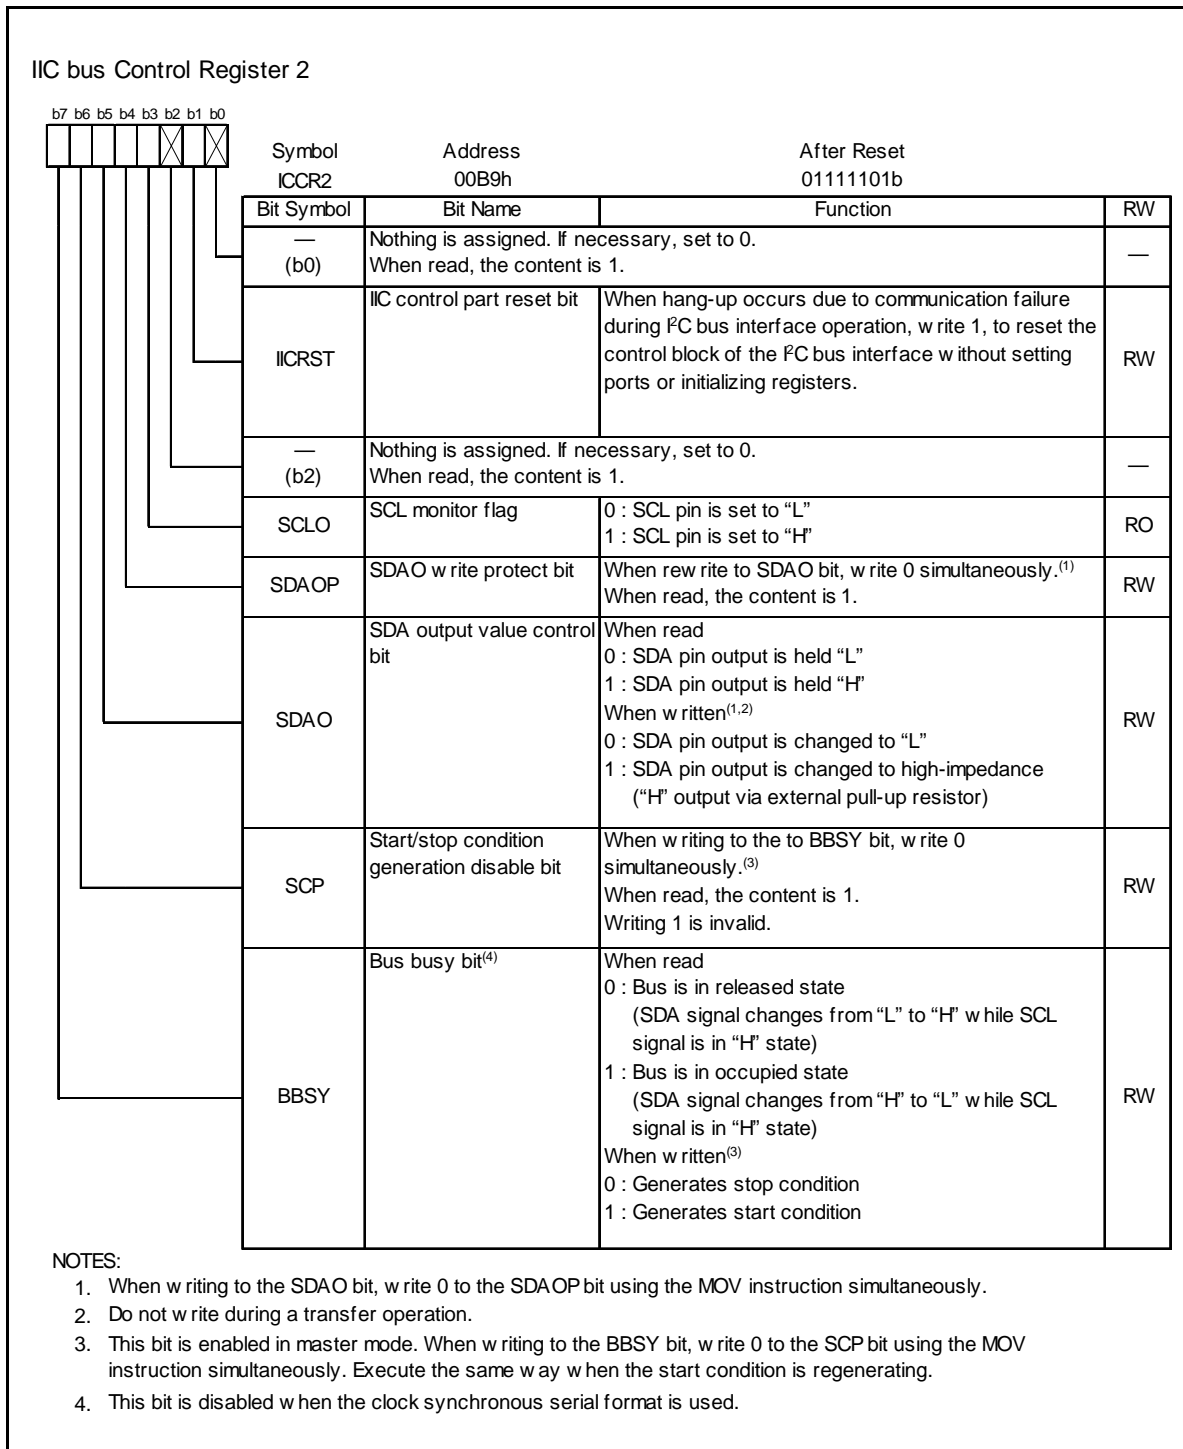 IIC bus Control Register 2
b7 b6 b5 b4 b3 b2 b1 b0
Symbol Address After Reset
ICCR2 00B9h 01111101b
Bit Symbol Bit Name Function RW
—
(b0)
Nothing is assigned. If necessary, set to 0.
When read, the content is 1.
—
IICRST
IIC control part reset bit
When hang-up occurs due to communication failure
during I²C bus interface operation, write 1, to reset the
control block of the I²C bus interface without setting
ports or initializing registers.
RW
—
(b2)
Nothing is assigned. If necessary, set to 0.
When read, the content is 1.
—
SCLO
SCL monitor flag
0 : SCL pin is set to “L”
1 : SCL pin is set to “H”
RO
SDAOP
SDAO write protect bit
When rewrite to SDAO bit, write 0 simultaneously.(1)
When read, the content is 1.
RW
SDAO
SDA output value control
bit
When read
0 : SDA pin output is held “L”
1 : SDA pin output is held “H”
When written(1,2)
0 : SDA pin output is changed to “L”
1 : SDA pin output is changed to high-impedance
(“H” output via external pull-up resistor)
RW
SCP
Start/stop condition
generation disable bit
When writing to the to BBSY bit, write 0
simultaneously.(3)
When read, the content is 1.
Writing 1 is invalid.
RW
BBSY
Bus busy bit(4)
When read
0 : Bus is in released state
(SDA signal changes from “L” to “H” while SCL
signal is in “H” state)
1 : Bus is in occupied state
(SDA signal changes from “H” to “L” while SCL
signal is in “H” state)
When written(3)
0 : Generates stop condition
1 : Generates start condition
RW
NOTES:
1. When writing to the SDAO bit, write 0 to the SDAOP bit using the MOV instruction simultaneously.
2. Do not write during a transfer operation.
3. This bit is enabled in master mode. When writing to the BBSY bit, write 0 to the SCP bit using the MOV
instruction simultaneously. Execute the same way when the start condition is regenerating.
4. This bit is disabled when the clock synchronous serial format is used.